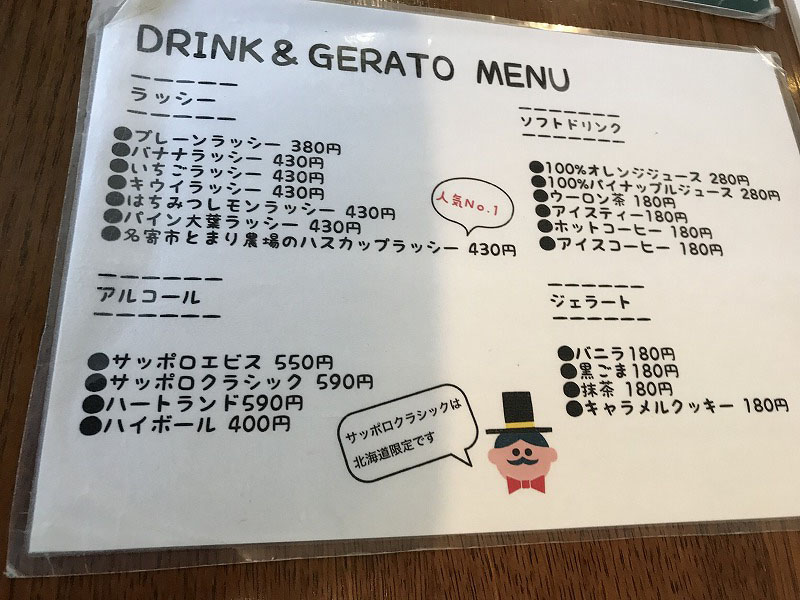 DRINK & GERATO MENU
ラッシー
●プレーンラッシー 380円
●バナナラッシー 430円
●いちごラッシー 430円
●キウイラッシー 430円
●はちみつレモンラッシー 430円
●パイン大葉ラッシー 430円
●名寄市とまり農場のハスカップラッシー 430円
人気No.1
アルコール
●サッポロエビス 550円
●サッポロクラシック 590円
●ハートランド590円
●ハイボール 400円
サッポロクラシックは
北海道限定です
ソフトドリンク
●100%オレンジジュース 280円
●100%パイナップルジュース 280円
●ウーロン茶 180円
●アイスティー180円
●ホットコーヒー 180円
●アイスコーヒー 180円
ジェラート
●バニラ180円
●黒ごま180円
●抹茶 180円
●キャラメルクッキー 180円